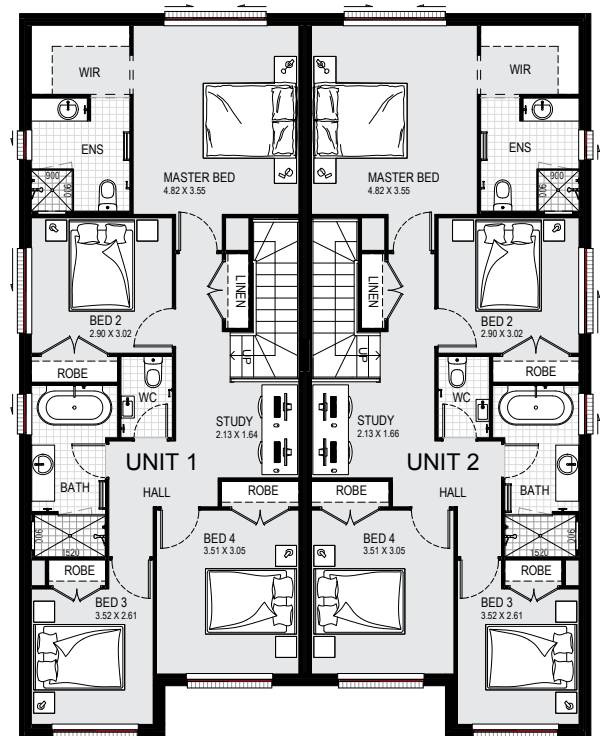 WIR
ENS
900
900
MASTER BED
4.82 X 3.55
BED 2
2.90 X 3.02
LINEN
UP
ROBE
WC
STUDY
2.13 X 1.64
UNIT 1
BATH
HALL
900
1520
ROBE
BED 4
3.51 X 3.05
ROBE
BED 3
3.52 X 2.61
WIR
ENS
900
900
MASTER BED
4.82 X 3.55
BED 2
2.90 X 3.02
LINEN
UP
ROBE
WC
STUDY
2.13 X 1.66
UNIT 2
BATH
HALL
900
1520
ROBE
BED 4
3.51 X 3.05
ROBE
BED 3
3.52 X 2.61